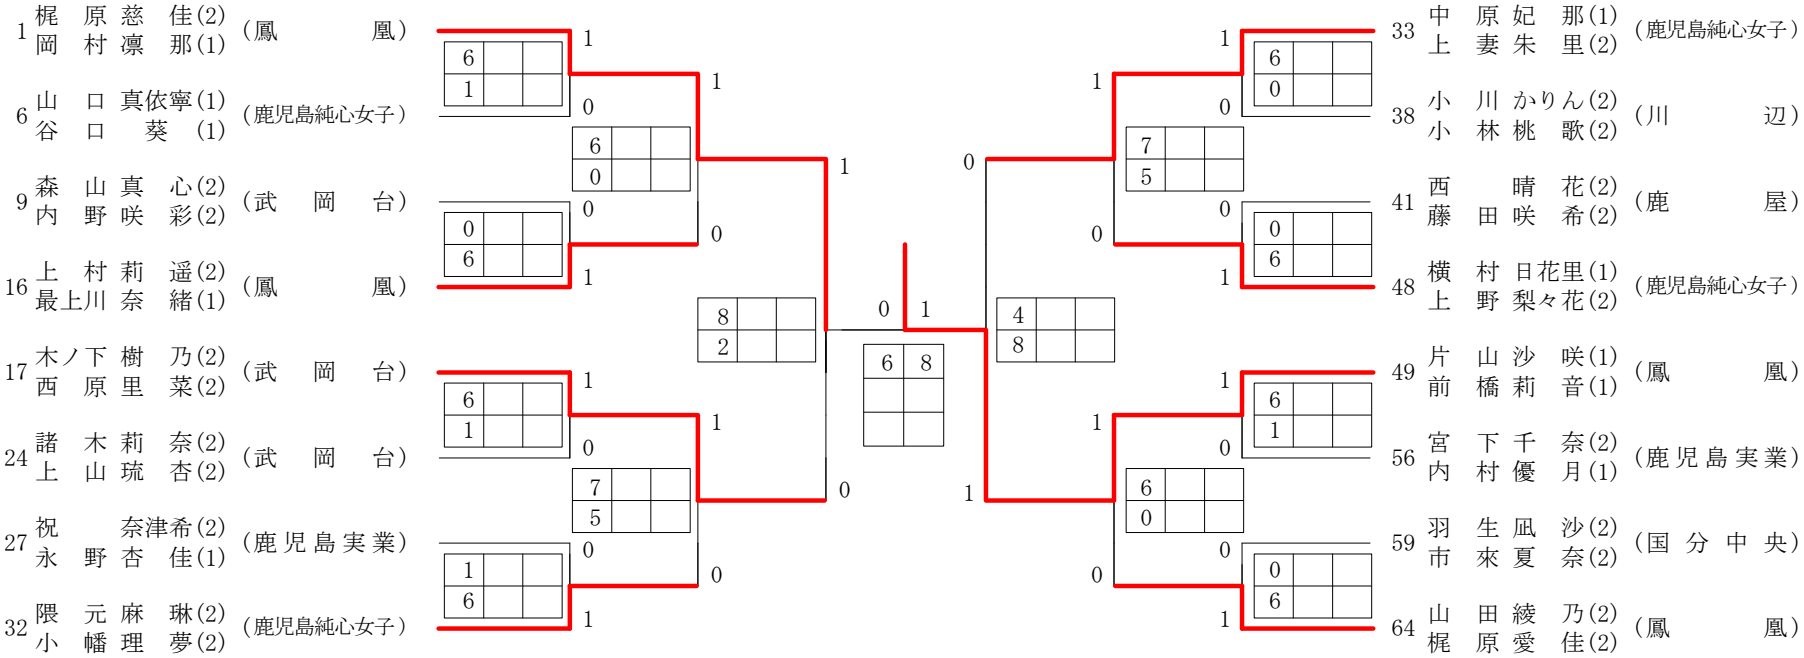 1 梶原慈佳(2) (鳳凰)
岡村凛那(1)
6 山口真依寧(1) (鹿児島純心女子)
谷口葵(1)
9 森山真心(2) (武岡台)
内野咲彩(2)
16 上村莉遥(2) (鳳凰)
最上川奈緒(1)
17 木ノ下樹乃(2) (武岡台)
西原里菜(2)
24 諸木莉奈(2) (武岡台)
上山琉杏(2)
27 祝奈津希(2) (鹿児島実業)
永野杏佳(1)
32 隈元麻琳(2) (鹿児島純心女子)
小幡理夢(2)
1
6
1
0
1
6
0
0
0
6
1
0
1
6
1
0
1
7
5
0
1
6
1
0
1
8
2
0
0 1
6 8
0
4
8
1
1
7
5
0
1
6
0
0
0
0
6
1
1
6
0
0
1
6
1
0
0
0
6
1
33 中原妃那(1) (鹿児島純心女子)
上妻朱里(2)
38 小川かりん(2) (川辺)
小林桃歌(2)
41 西晴花(2) (鹿屋)
藤田咲希(2)
48 横村日花里(1) (鹿児島純心女子)
上野梨々花(2)
49 片山沙咲(1) (鳳凰)
前橋莉音(1)
56 宮下千奈(2) (鹿児島実業)
内村優月(1)
59 羽生凪沙(2) (国分中央)
市來夏奈(2)
64 山田綾乃(2) (鳳凰)
梶原愛佳(2)